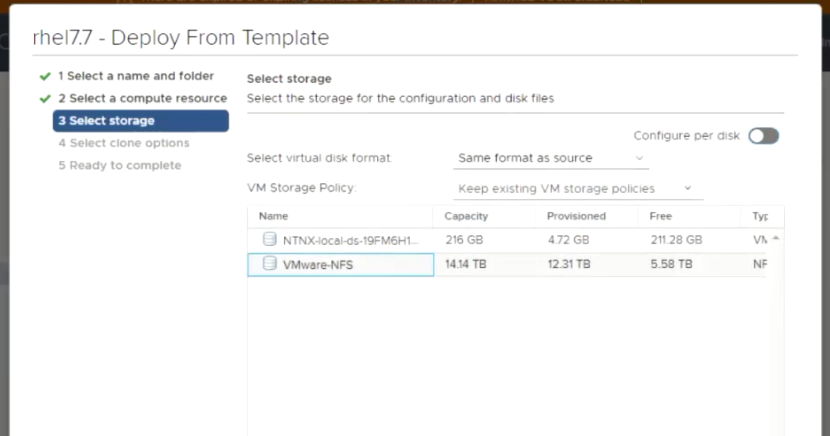 rhel7.7 - Deploy From Template
1 Select a name and folder
2 Select a compute resource
3 Select storage
4 Select clone options
5 Ready to complete
Select storage
Select the storage for the configuration and disk files
Configure per disk
Select virtual disk format:
Same format as source
VM Storage Policy:
Keep existing VM storage policies
Name Capacity Provisioned Free Typ
NTNX-local-ds-19FM6H1... 216 GB 4.72 GB 211.28 GB VM
VMware-NFS 14.14 TB 12.31 TB 5.58 TB NF